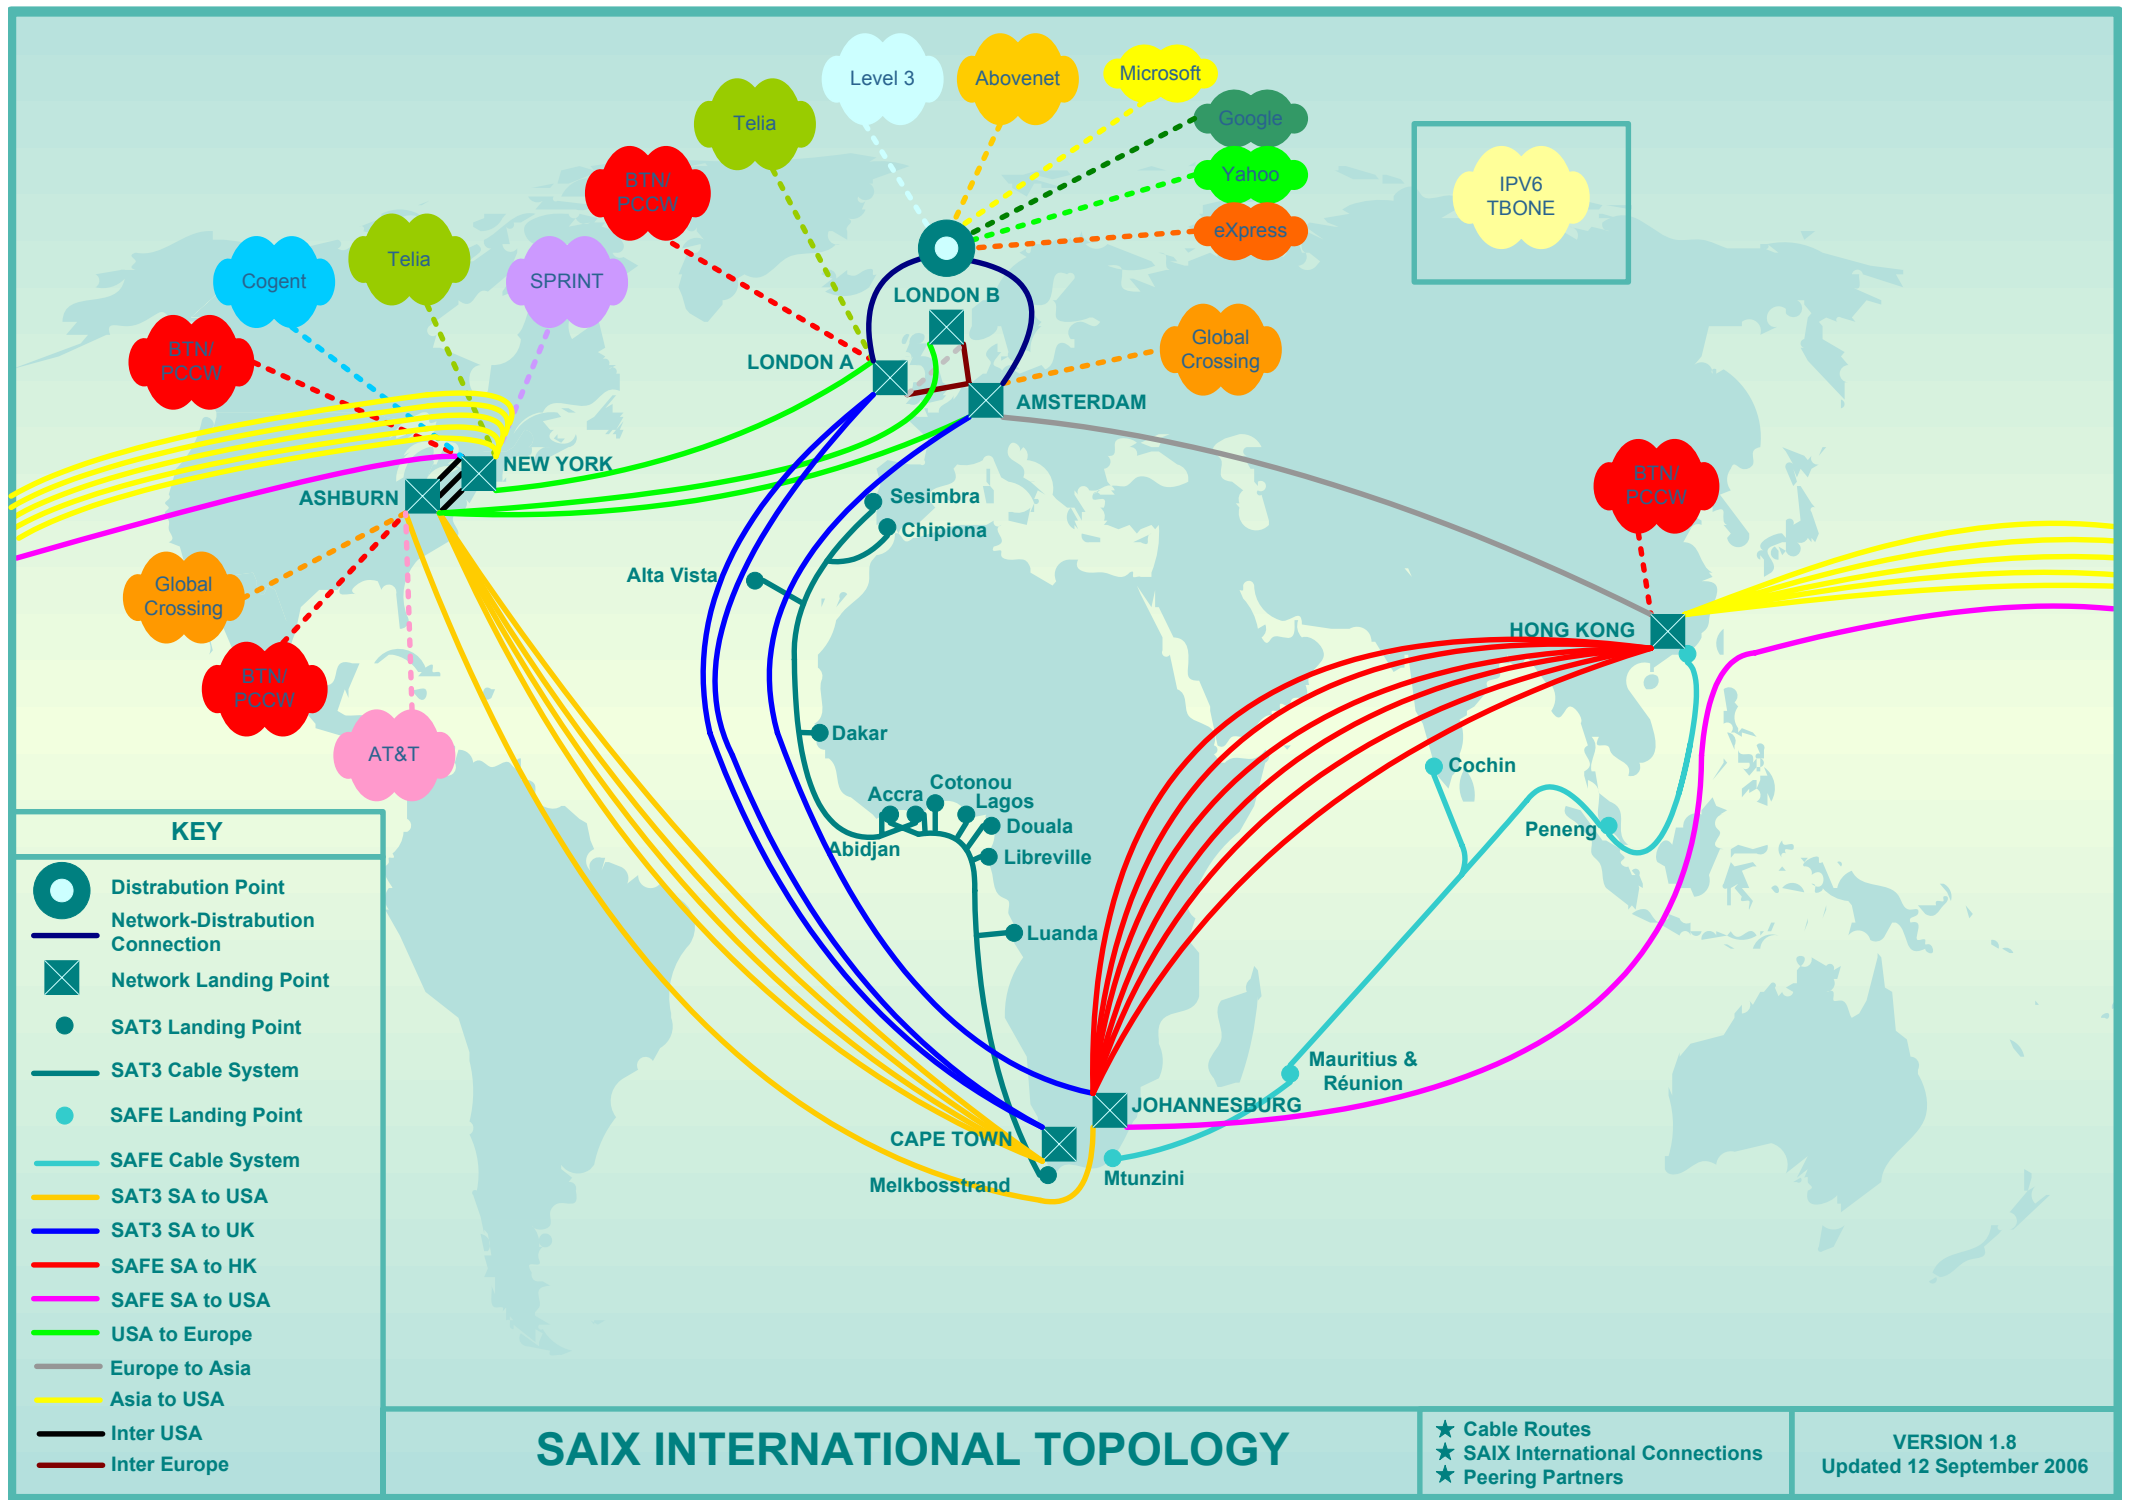 Level 3
Abovenet
Microsoft
Google
Yahoo
eXpress
Telia
BTN/
PCCW
IPV6
TBONE
Telia
Cogent
SPRINT
BTN/
PCCW
LONDON B
LONDON A
Global
Crossing
AMSTERDAM
NEW YORK
ASHBURN
BTN/
PCCW
Sesimbra
Chipiona
Alta Vista
Global
Crossing
HONG KONG
BTN/
PCCW
AT&T
Dakar
Cotonou
Accra
Lagos
Douala
Abidjan
Libreville
Cochin
Peneng
Luanda
Mauritius &
Réunion
JOHANNESBURG
CAPE TOWN
Melkbosstrand
Mtunzini
KEY
Distrabution Point
Network-Distrabution
Connection
Network Landing Point
SAT3 Landing Point
SAT3 Cable System
SAFE Landing Point
SAFE Cable System
SAT3 SA to USA
SAT3 SA to UK
SAFE SA to HK
SAFE SA to USA
USA to Europe
Europe to Asia
Asia to USA
Inter USA
Inter Europe
SAIX INTERNATIONAL TOPOLOGY
Cable Routes
SAIX International Connections
Peering Partners
VERSION 1.8
Updated 12 September 2006